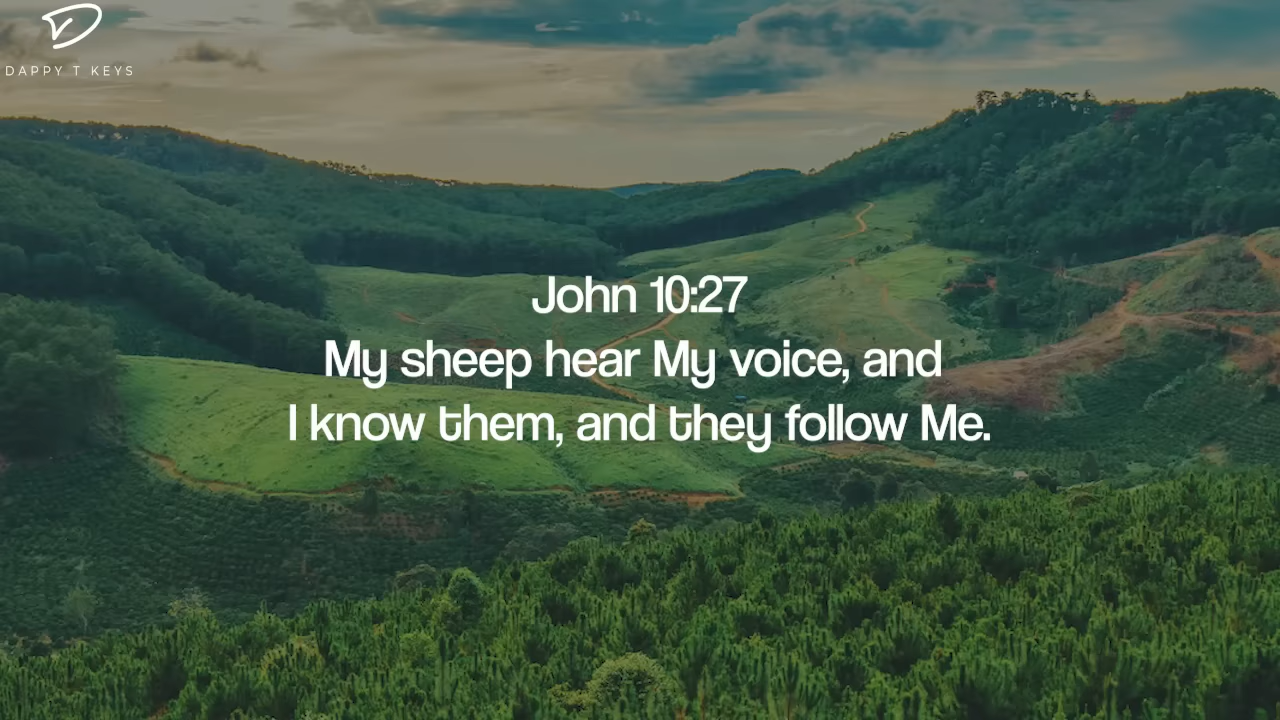 DAPPY T KEYS
John 10:27
My sheep hear My voice, and
I know them, and they follow Me.